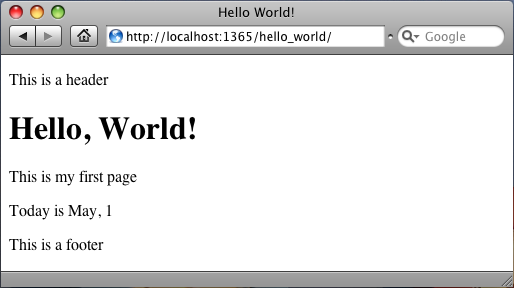 Hello World!
http://localhost:1365/hello_world/ Google
This is a header
Hello, World!
This is my first page
Today is May, 1
This is a footer